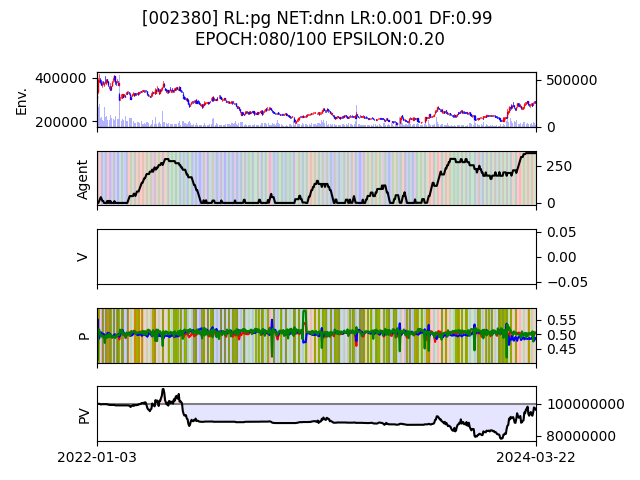 [002380] RL:pg NET:dnn LR:0.001 DF:0.99
EPOCH:080/100 EPSILON:0.20
Env.
400000
200000
500000
0
Agent
250
0
V
0.05
0.00
−0.05
P
0.55
0.50
0.45
PV
100000000
80000000
2022-01-03
2024-03-22